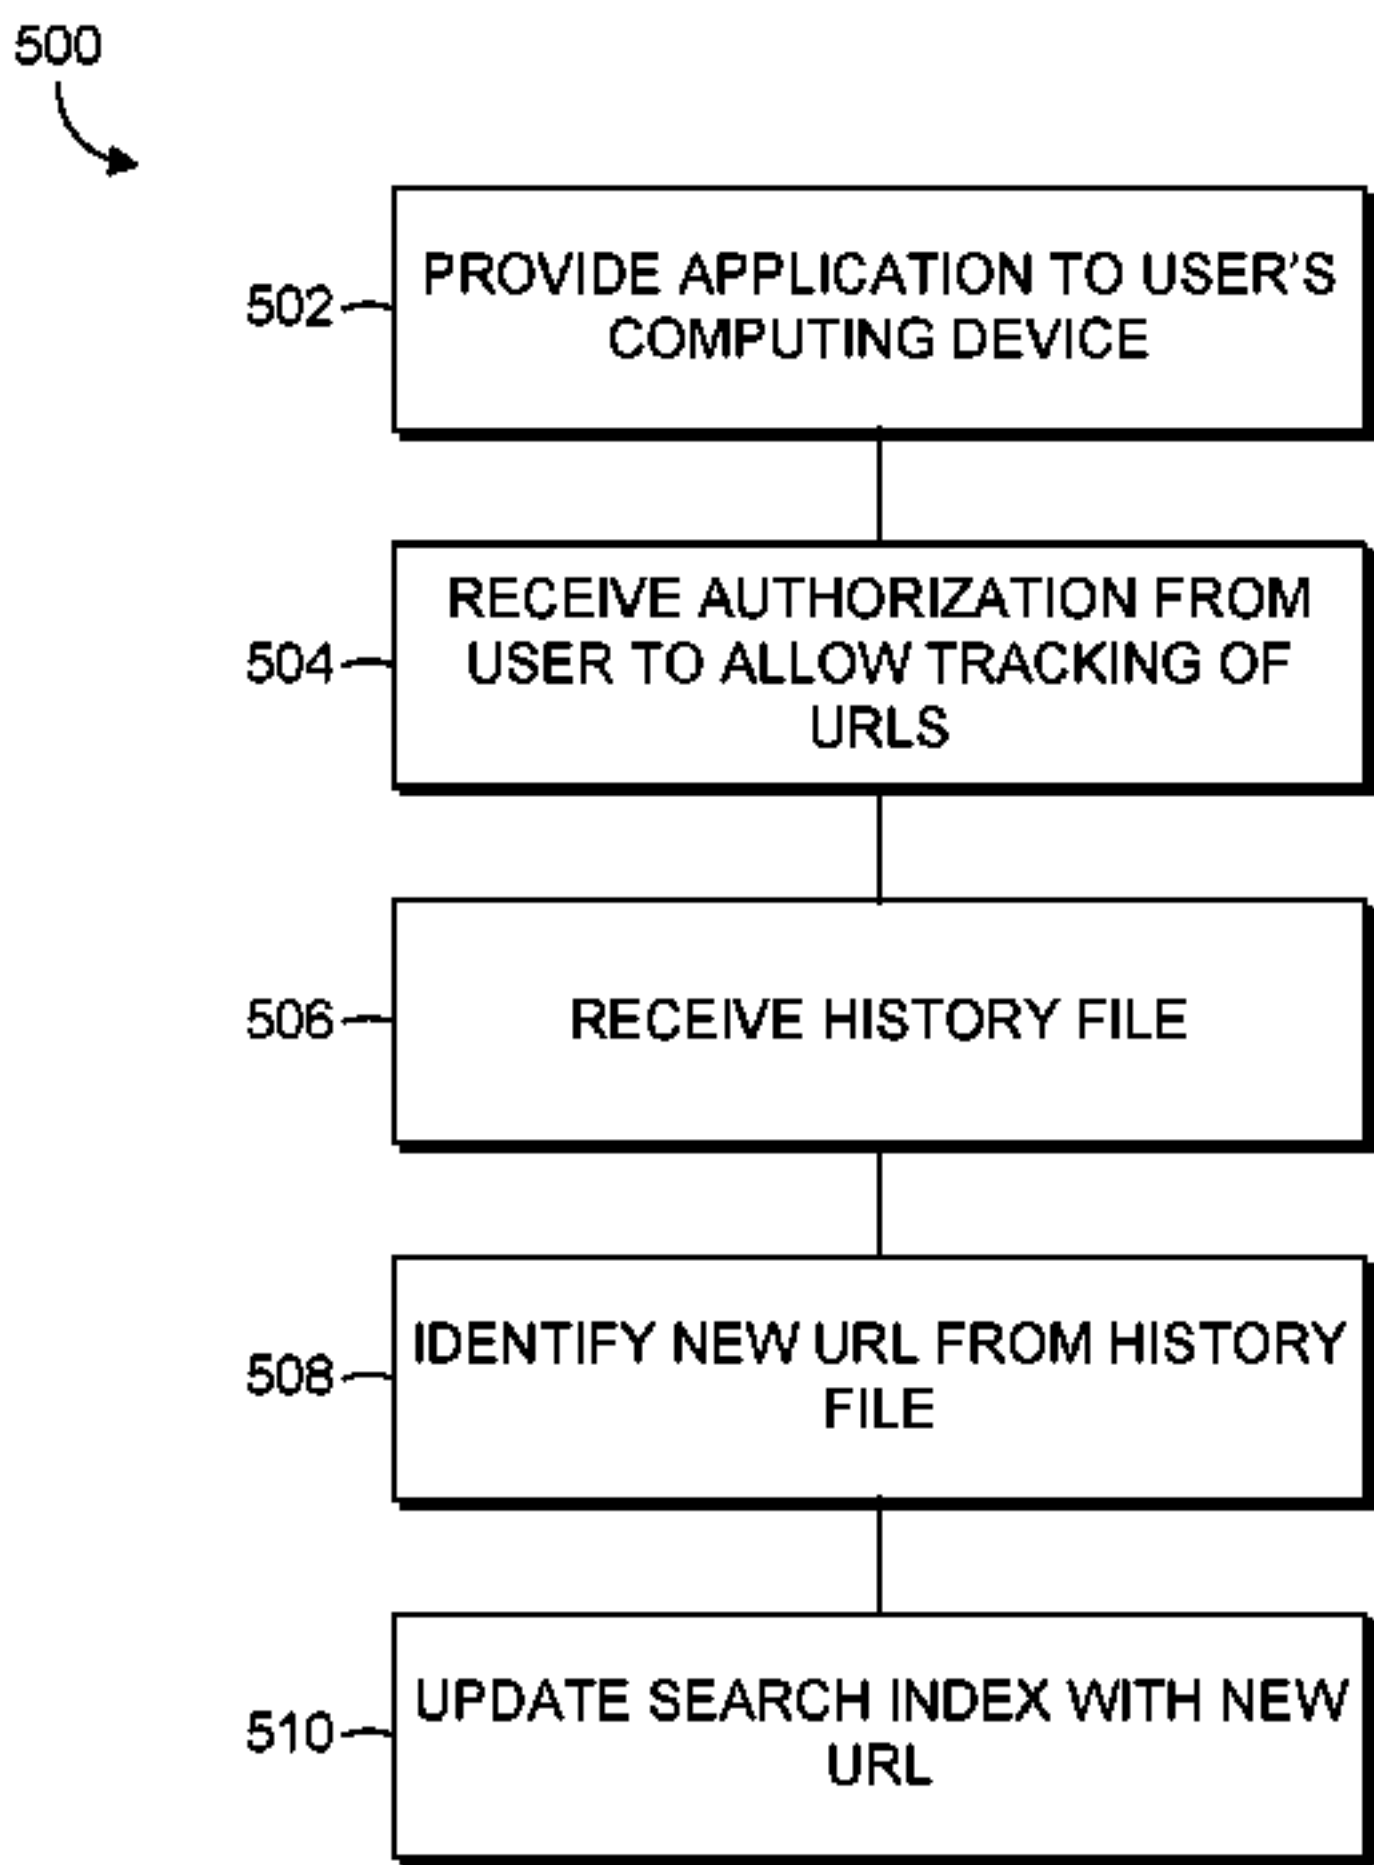 500
502
PROVIDE APPLICATION TO USER'S
COMPUTING DEVICE
504
RECEIVE AUTHORIZATION FROM
USER TO ALLOW TRACKING OF
URLS
506
RECEIVE HISTORY FILE
508
IDENTIFY NEW URL FROM HISTORY
FILE
510
UPDATE SEARCH INDEX WITH NEW
URL